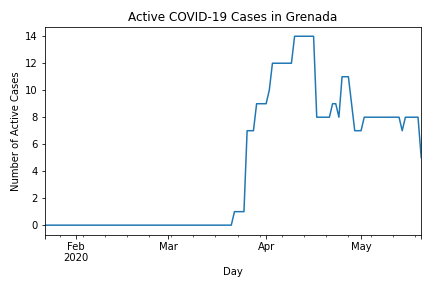 Active COVID-19 Cases in Grenada
14
12
10
8
6
4
2
0
Number of Active Cases
Feb
2020
Mar
Apr
May
Day